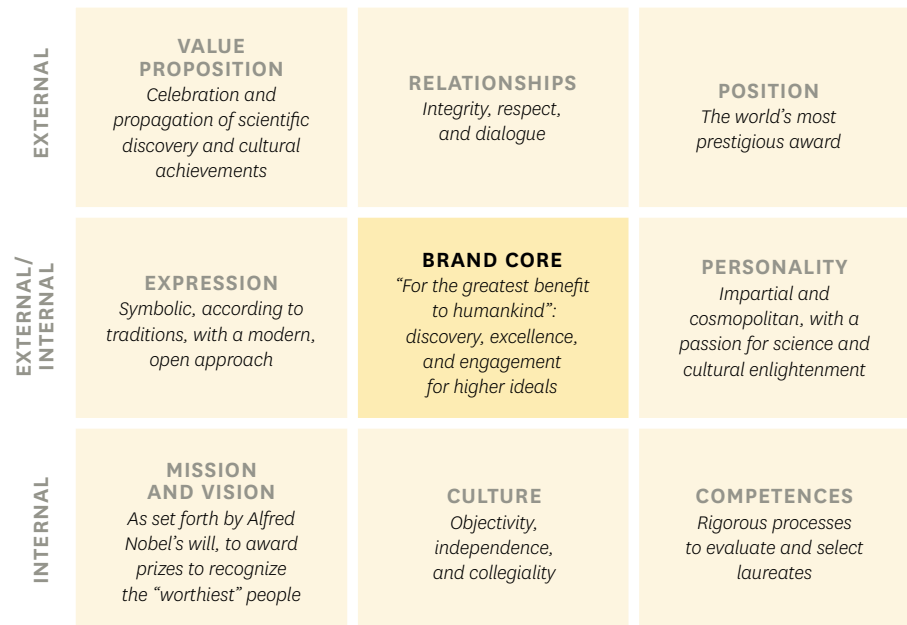 EXTERNAL
VALUE
PROPOSITION
Celebration and
propagation of scientific
discovery and cultural
achievements
RELATIONSHIPS
Integrity, respect,
and dialogue
POSITION
The world’s most
prestigious award
EXTERNAL/
INTERNAL
EXPRESSION
Symbolic, according to
traditions, with a modern,
open approach
BRAND CORE
“For the greatest benefit
to humankind”:
discovery, excellence,
and engagement
for higher ideals
PERSONALITY
Impartial and
cosmopolitan, with a
passion for science and
cultural enlightenment
INTERNAL
MISSION
AND VISION
As set forth by Alfred
Nobel’s will, to award
prizes to recognize
the “worthiest” people
CULTURE
Objectivity,
independence,
and collegiality
COMPETENCES
Rigorous processes
to evaluate and select
laureates